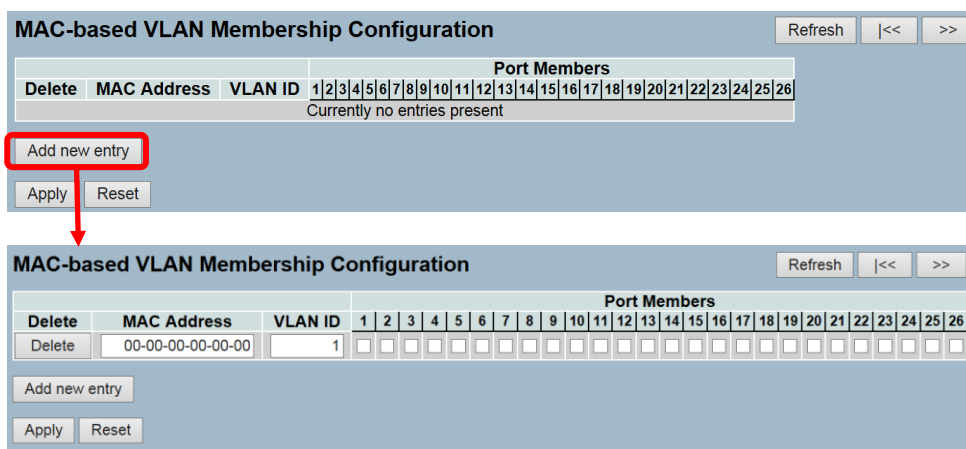 MAC-based VLAN Membership Configuration Refresh |<< >>
Port Members
Delete MAC Address VLAN ID 1 2 3 4 5 6 7 8 9 10 11 12 13 14 15 16 17 18 19 20 21 22 23 24 25 26
Currently no entries present
Add new entry
Apply Reset
MAC-based VLAN Membership Configuration Refresh |<< >>
Port Members
Delete MAC Address VLAN ID 1 2 3 4 5 6 7 8 9 10 11 12 13 14 15 16 17 18 19 20 21 22 23 24 25 26
Delete 00-00-00-00-00-00 1
Add new entry
Apply Reset